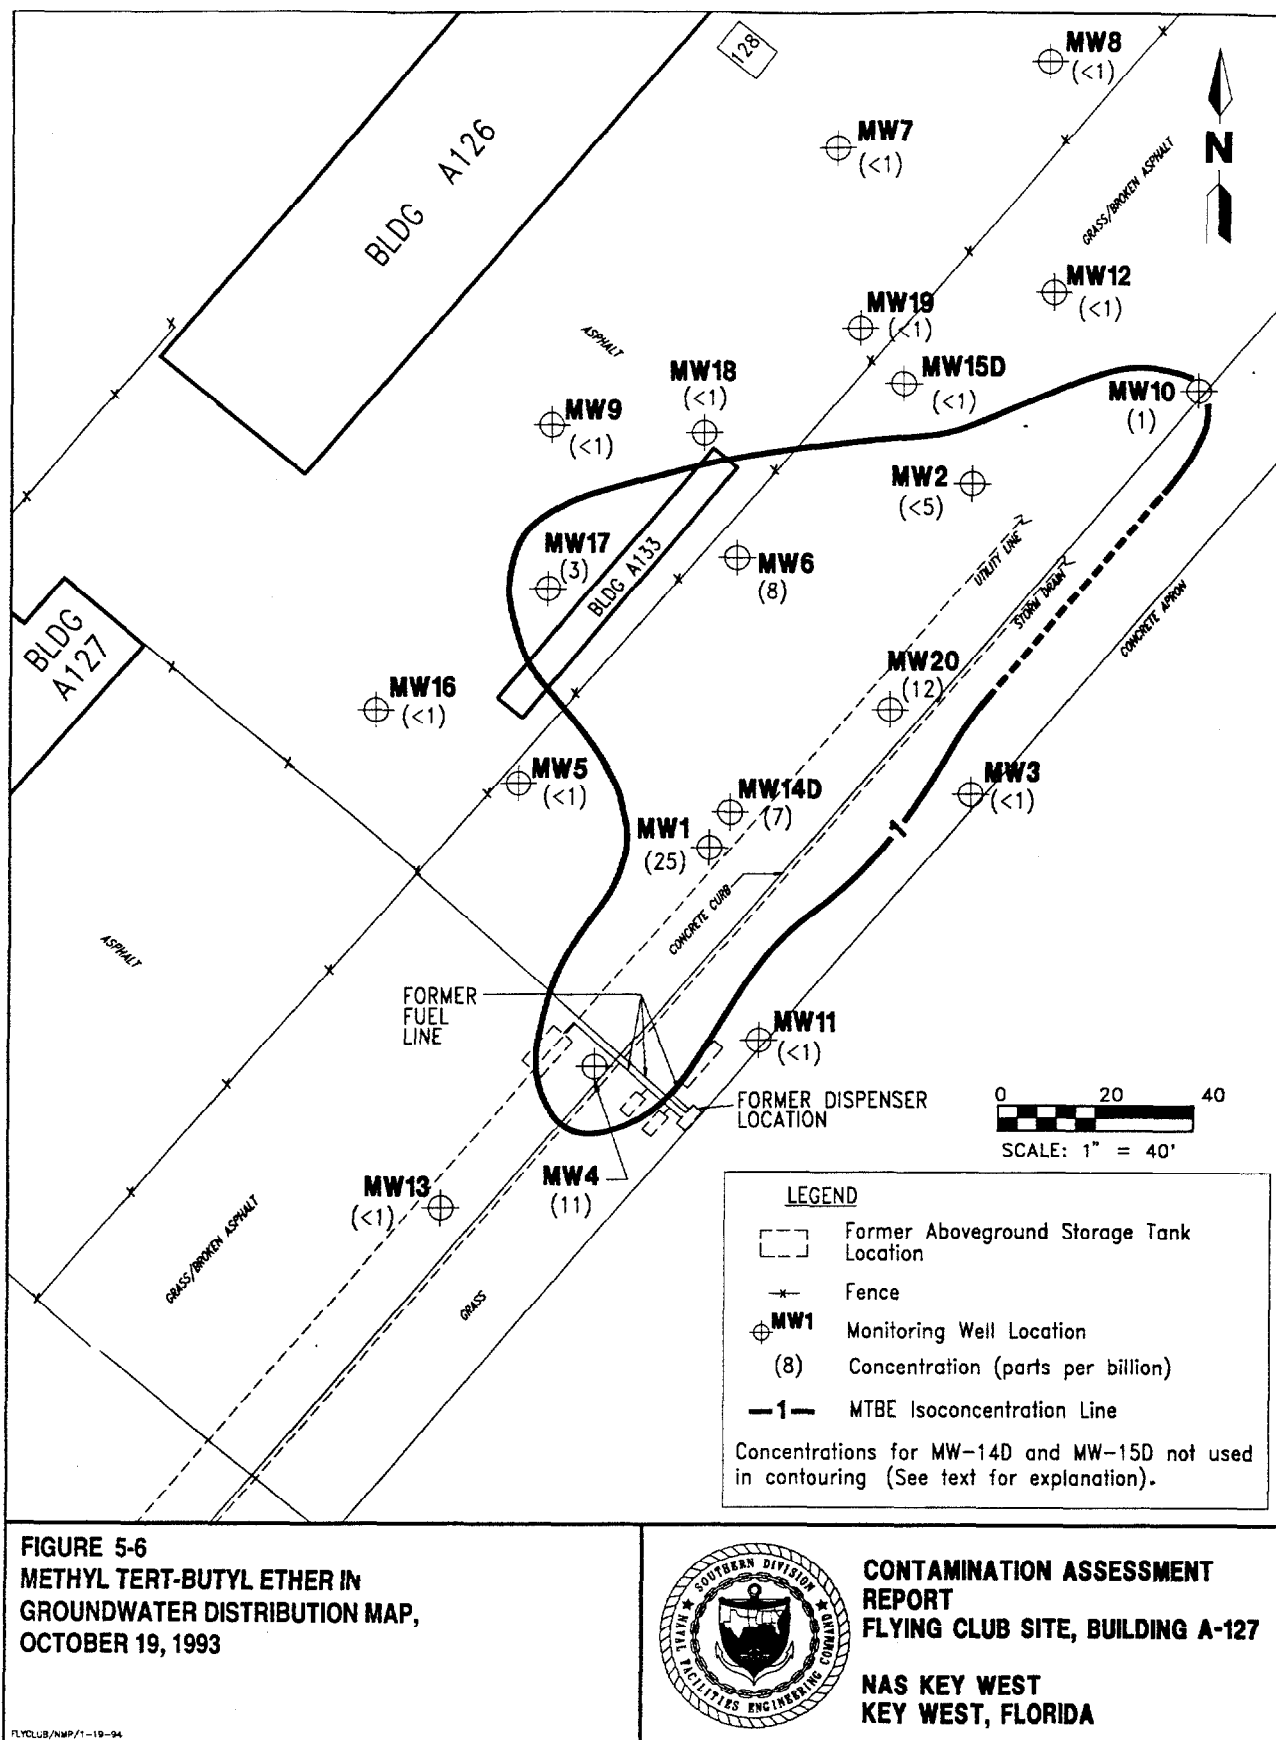 128
MW8
(<1)
BLDG A126
MW7
(<1)
N
GRASS/BROKEN ASPHALT
MW12
(<1)
MW19
(<1)
ASPHALT
MW18
(<1)
MW15D
(<1)
MW10
(1)
MW9
(<1)
MW2
(<5)
MW17
(3)
BLDG A133
MW6
(8)
UTILITY LINE
STORM DRAIN
CONCRETE APRON
BLDG
A127
MW16
(<1)
MW20
(12)
MW5
(<1)
MW14D
(7)
MW3
(<1)
MW1
(25)
1
CONCRETE CURB
ASPHALT
FORMER
FUEL
LINE
MW11
(<1)
FORMER DISPENSER
LOCATION
0 20 40
SCALE: 1" = 40'
MW13
(<1)
MW4
(11)
GRASS/BROKEN ASPHALT
GRASS
LEGEND
Former Aboveground Storage Tank
Location
Fence
MW1
Monitoring Well Location
(8) Concentration (parts per billion)
1 MTBE Isoconcentration Line
Concentrations for MW-14D and MW-15D not used
in contouring (See text for explanation).
FIGURE 5-6
METHYL TERT-BUTYL ETHER IN
GROUNDWATER DISTRIBUTION MAP,
OCTOBER 19, 1993
SOUTHERN DIVISION
NAVAL FACILITIES ENGINEERING COMMAND
CONTAMINATION ASSESSMENT
REPORT
FLYING CLUB SITE, BUILDING A-127
NAS KEY WEST
KEY WEST, FLORIDA
FLYCLUB/NMP/1-19-94